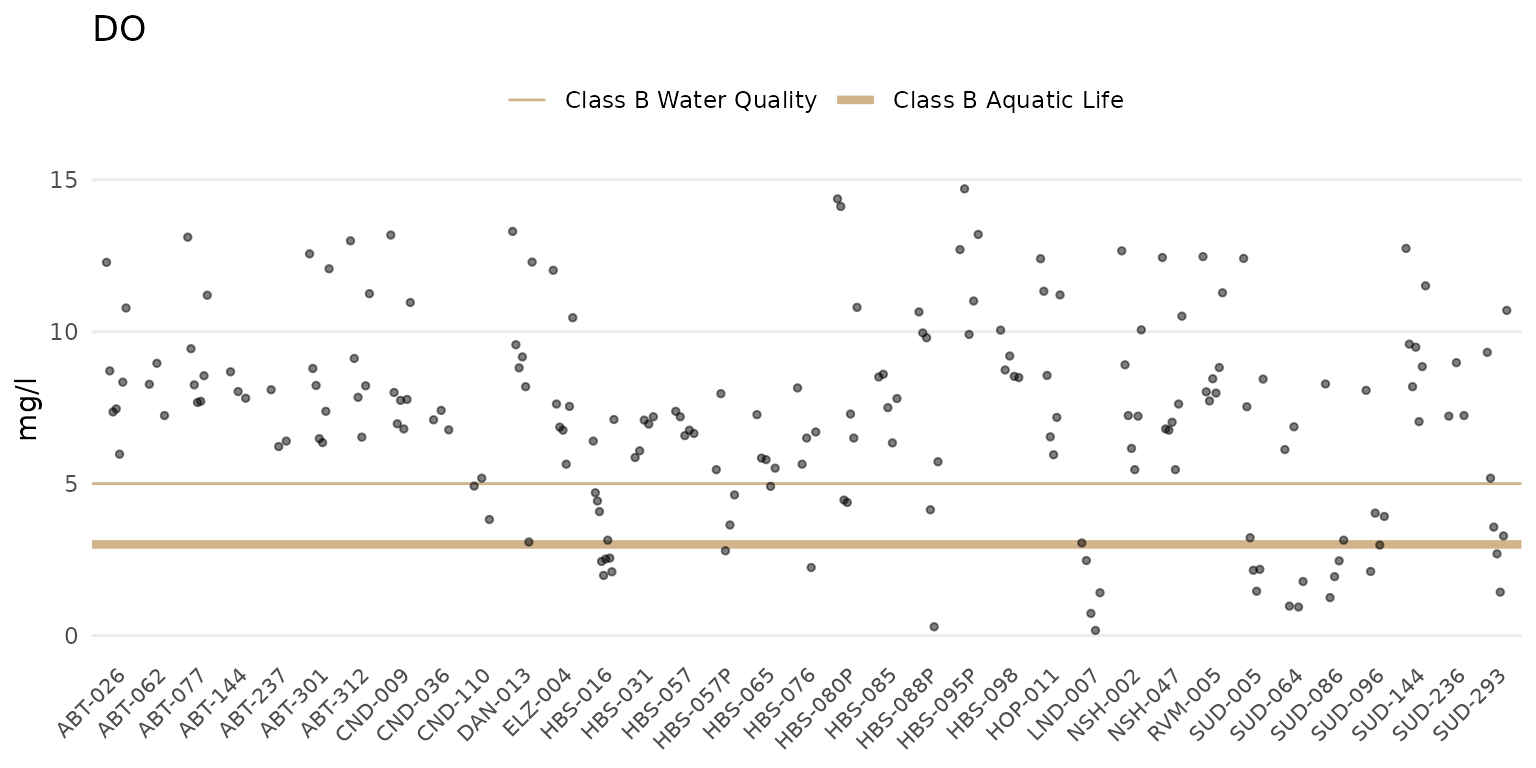 DO
Class B Water Quality Class B Aquatic Life
mg/l
15
10
5
0
ABT-026 ABT-062 ABT-077 ABT-144 ABT-237 ABT-301 ABT-312 CND-009 CND-036 CND-110 DAN-013 ELZ-004 HBS-016 HBS-031 HBS-057 HBS-057P HBS-065 HBS-076 HBS-080P HBS-085 HBS-088P HBS-095P HBS-098 HOP-011 LND-007 NSH-002 NSH-047 RVM-005 SUD-005 SUD-064 SUD-086 SUD-096 SUD-144 SUD-236 SUD-293